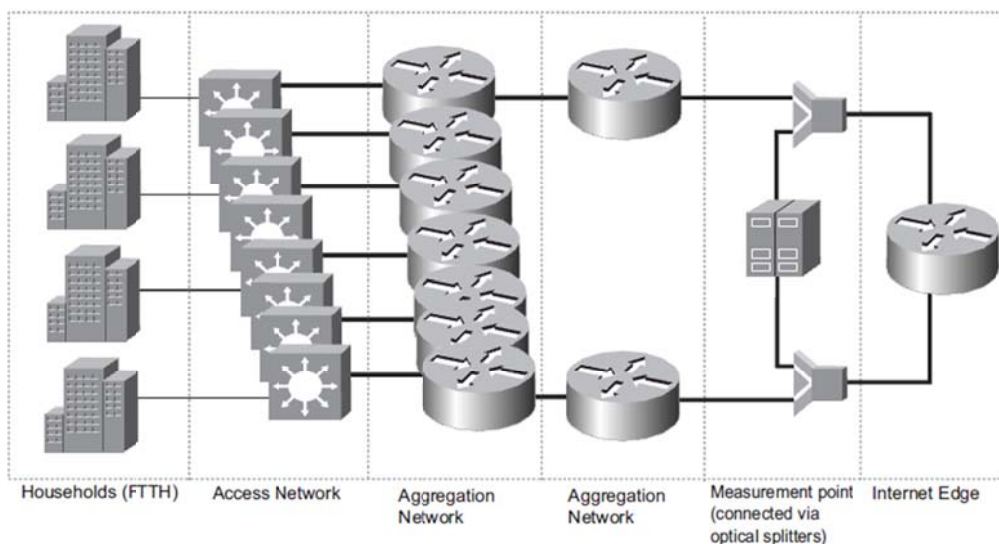 Households (FTTH)
Access Network
Aggregation
Network
Aggregation
Network
Measurement point
(connected via
optical splitters)
Internet Edge